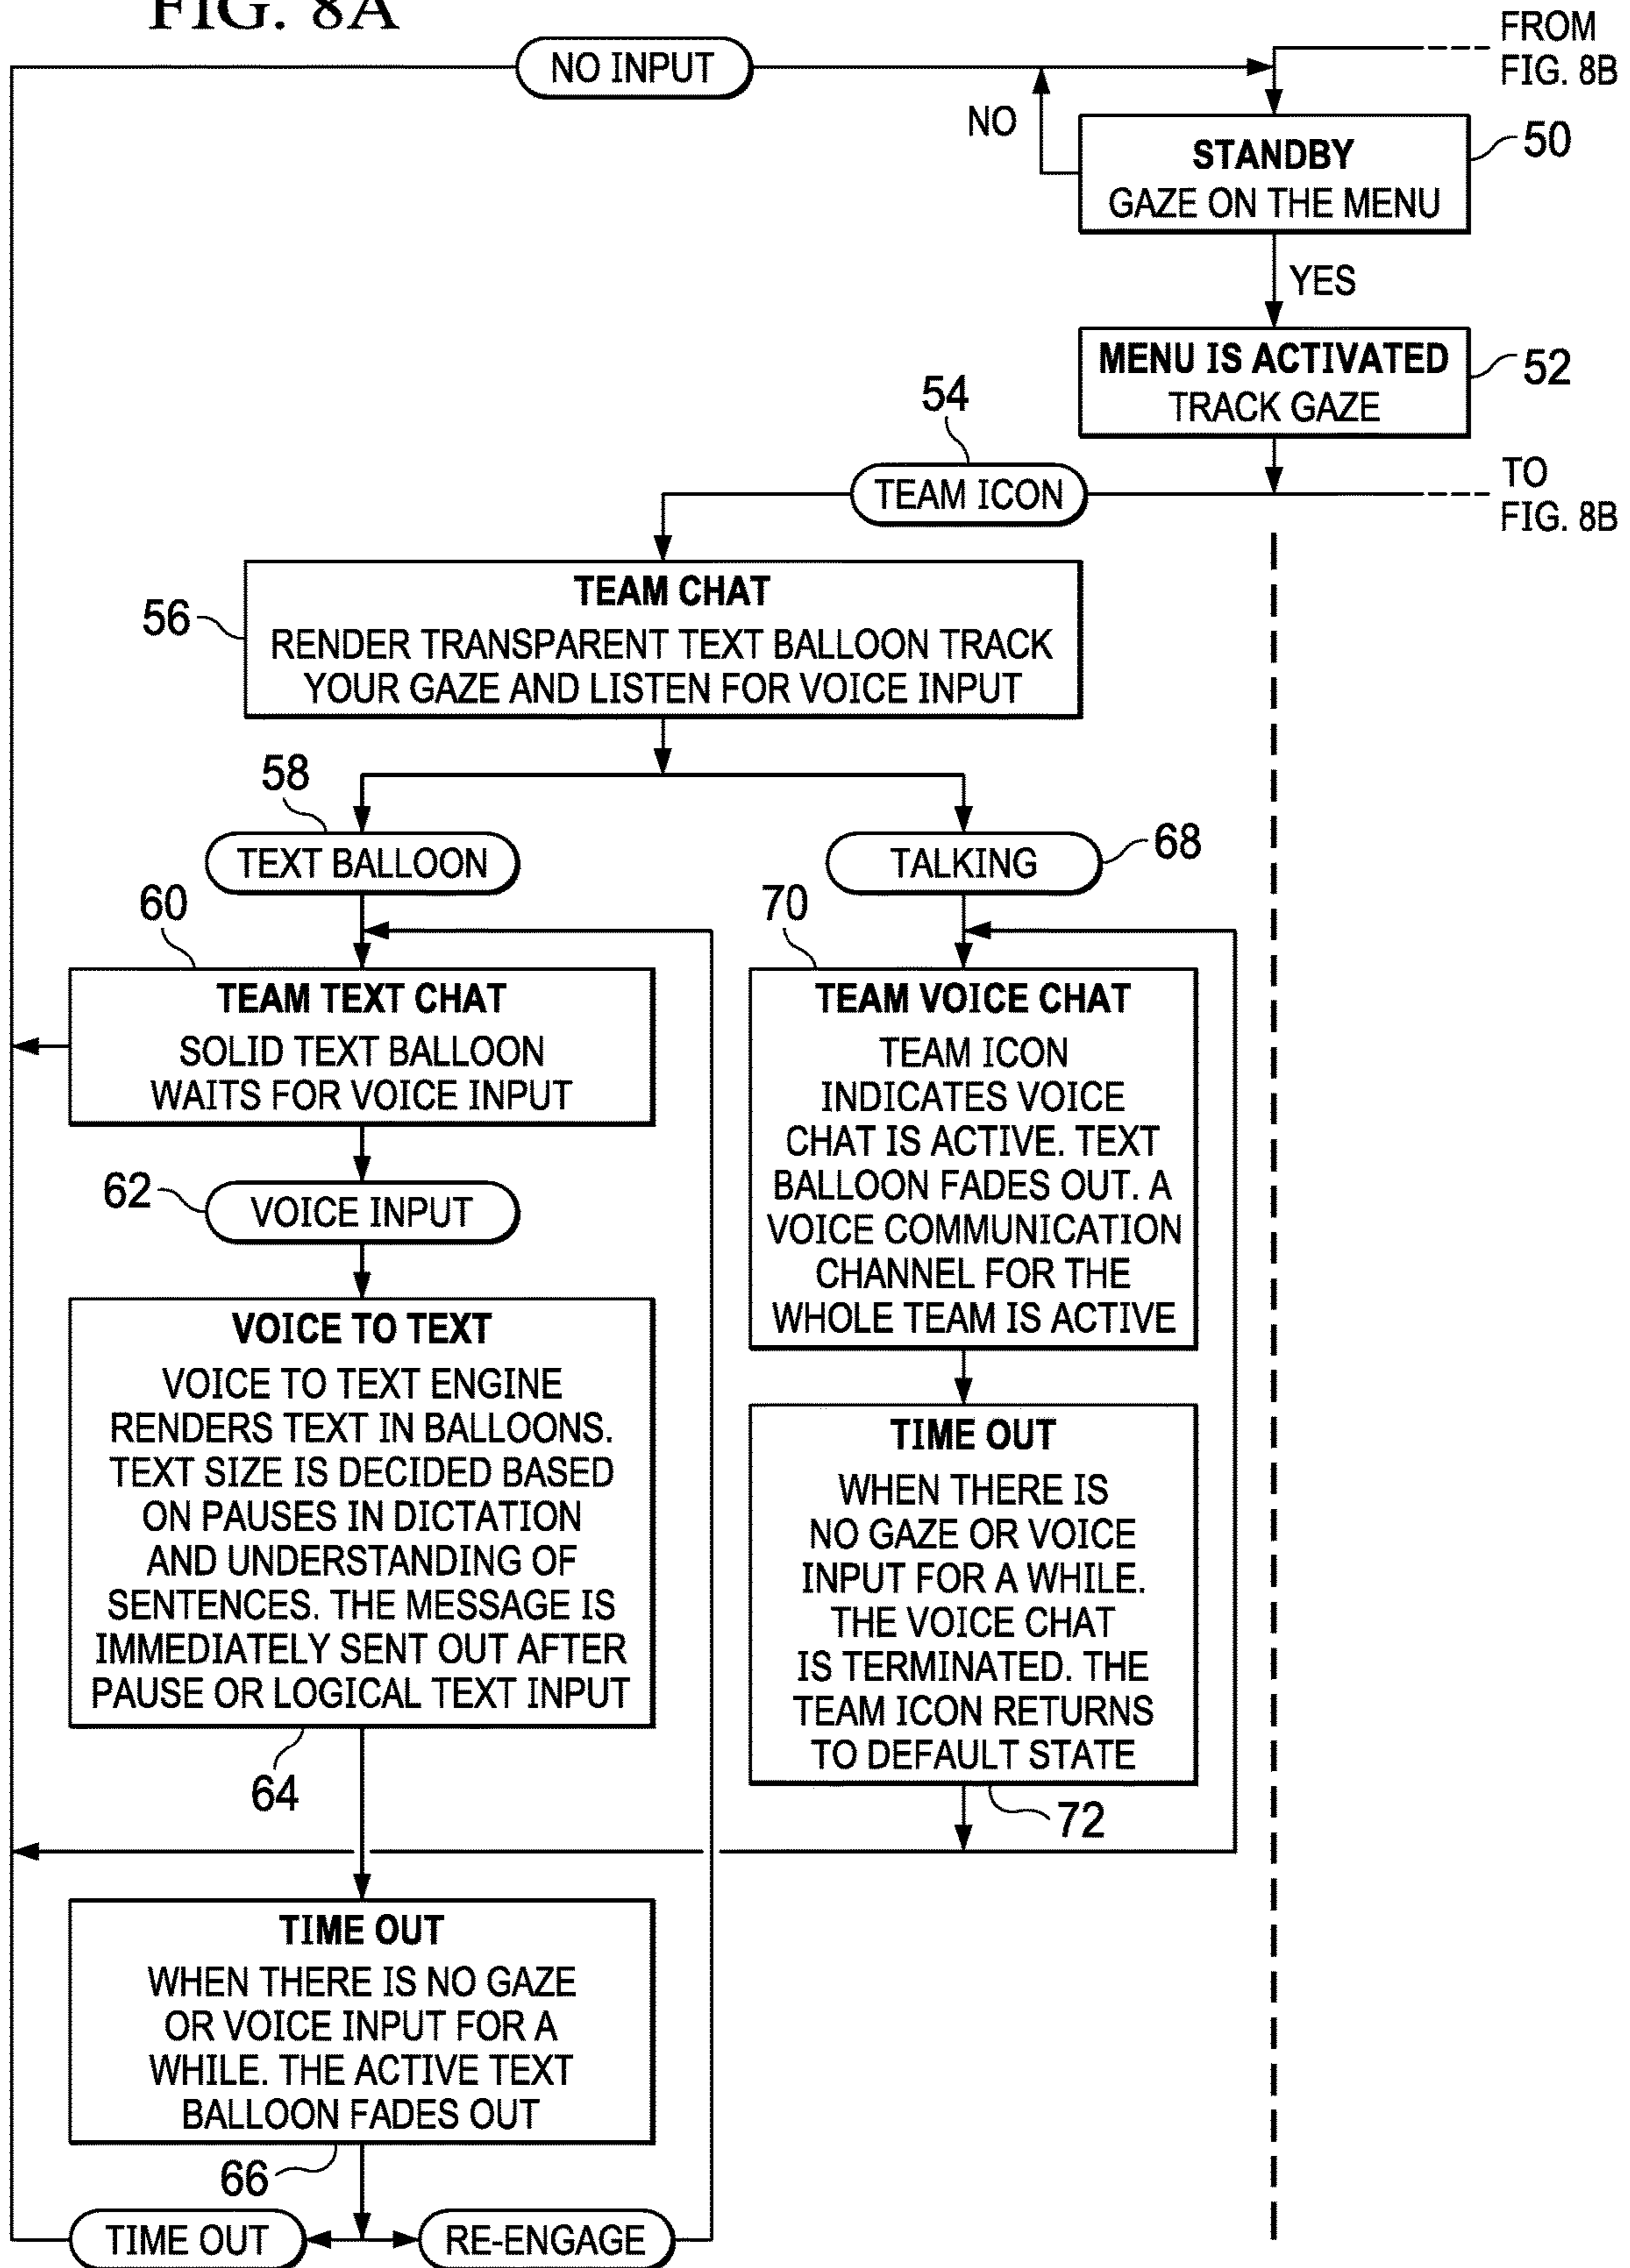 FIG. 8A
NO INPUT
FROM
FIG. 8B
NO
STANDBY
GAZE ON THE MENU
50
YES
MENU IS ACTIVATED
TRACK GAZE
52
54
TEAM ICON
TO
FIG. 8B
TEAM CHAT
RENDER TRANSPARENT TEXT BALLOON TRACK
YOUR GAZE AND LISTEN FOR VOICE INPUT
56
58
TEXT BALLOON
60
TEAM TEXT CHAT
SOLID TEXT BALLOON
WAITS FOR VOICE INPUT
62
VOICE INPUT
VOICE TO TEXT
VOICE TO TEXT ENGINE
RENDERS TEXT IN BALLOONS.
TEXT SIZE IS DECIDED BASED
ON PAUSES IN DICTATION
AND UNDERSTANDING OF
SENTENCES. THE MESSAGE IS
IMMEDIATELY SENT OUT AFTER
PAUSE OR LOGICAL TEXT INPUT
64
TIME OUT
WHEN THERE IS NO GAZE
OR VOICE INPUT FOR A
WHILE. THE ACTIVE TEXT
BALLOON FADES OUT
66
TIME OUT
RE-ENGAGE
TALKING
68
70
TEAM VOICE CHAT
TEAM ICON
INDICATES VOICE
CHAT IS ACTIVE. TEXT
BALLOON FADES OUT. A
VOICE COMMUNICATION
CHANNEL FOR THE
WHOLE TEAM IS ACTIVE
TIME OUT
WHEN THERE IS
NO GAZE OR VOICE
INPUT FOR A WHILE.
THE VOICE CHAT
IS TERMINATED. THE
TEAM ICON RETURNS
TO DEFAULT STATE
72